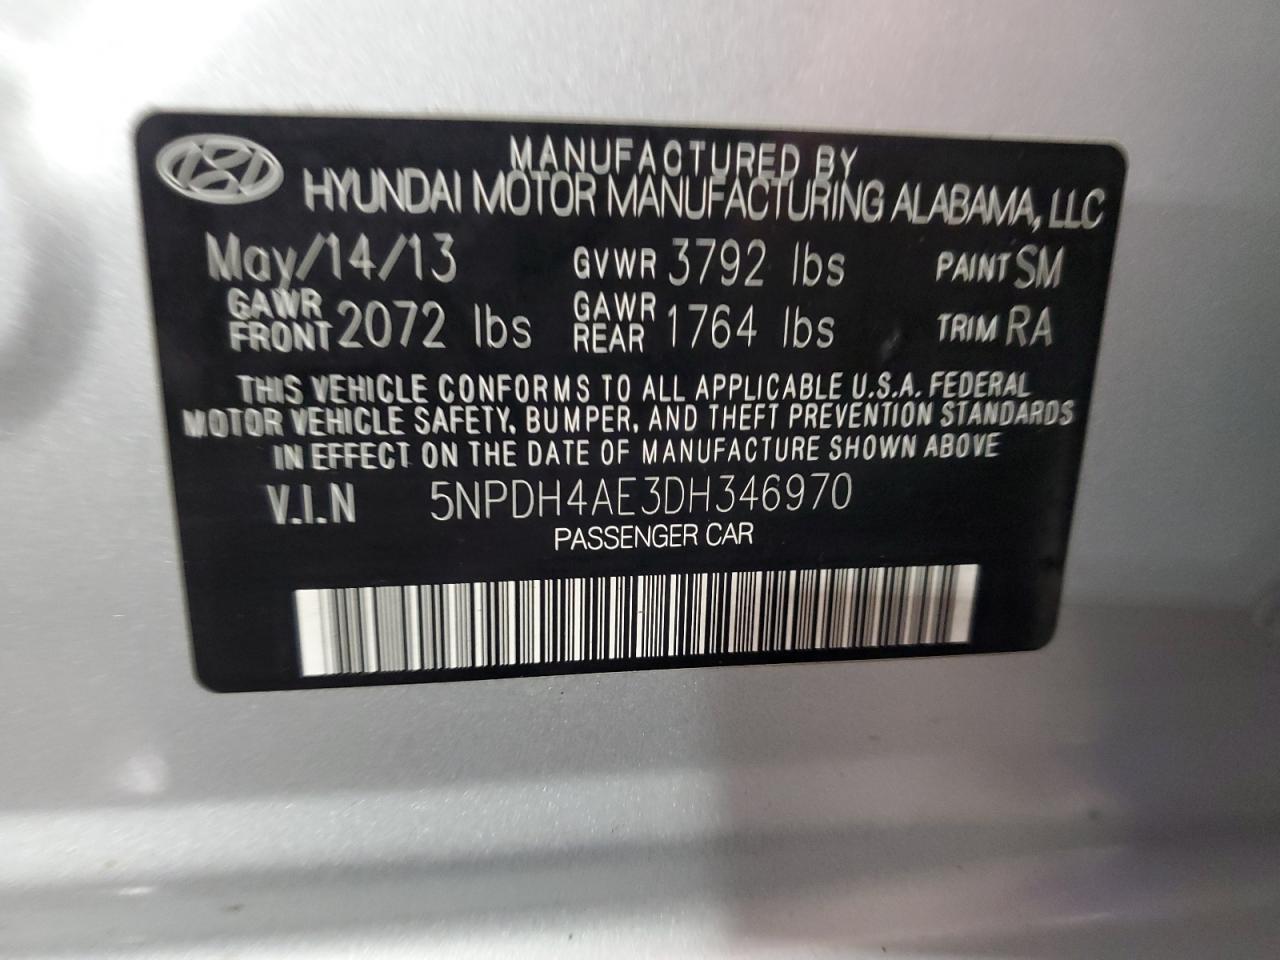 MANUFACTURED BY
HYUNDAI MOTOR MANUFACTURING ALABAMA, LLC
May/14/13 GVWR 3792 lbs PAINT SM
GAWR FRONT 2072 lbs GAWR REAR 1764 lbs TRIM RA
THIS VEHICLE CONFORMS TO ALL APPLICABLE U.S.A. FEDERAL
MOTOR VEHICLE SAFETY, BUMPER, AND THEFT PREVENTION STANDARDS
IN EFFECT ON THE DATE OF MANUFACTURE SHOWN ABOVE
V.I.N 5NPDH4AE3DH346970
PASSENGER CAR